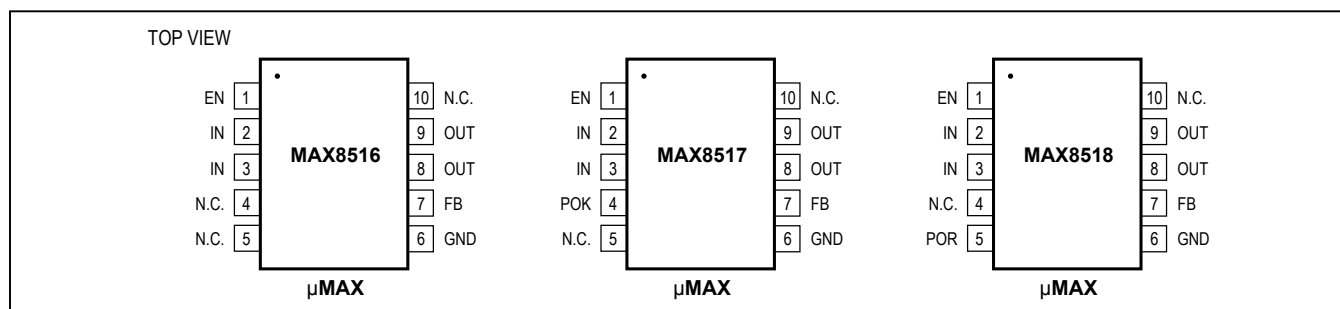 TOP VIEW
EN 1 10 N.C. EN 1 10 N.C. EN 1 10 N.C.
IN 2 9 OUT IN 2 9 OUT IN 2 9 OUT
MAX8516 MAX8517 MAX8518
IN 3 8 OUT IN 3 8 OUT IN 3 8 OUT
N.C. 4 7 FB POK 4 7 FB N.C. 4 7 FB
N.C. 5 6 GND N.C. 5 6 GND POR 5 6 GND
µMAX µMAX µMAX